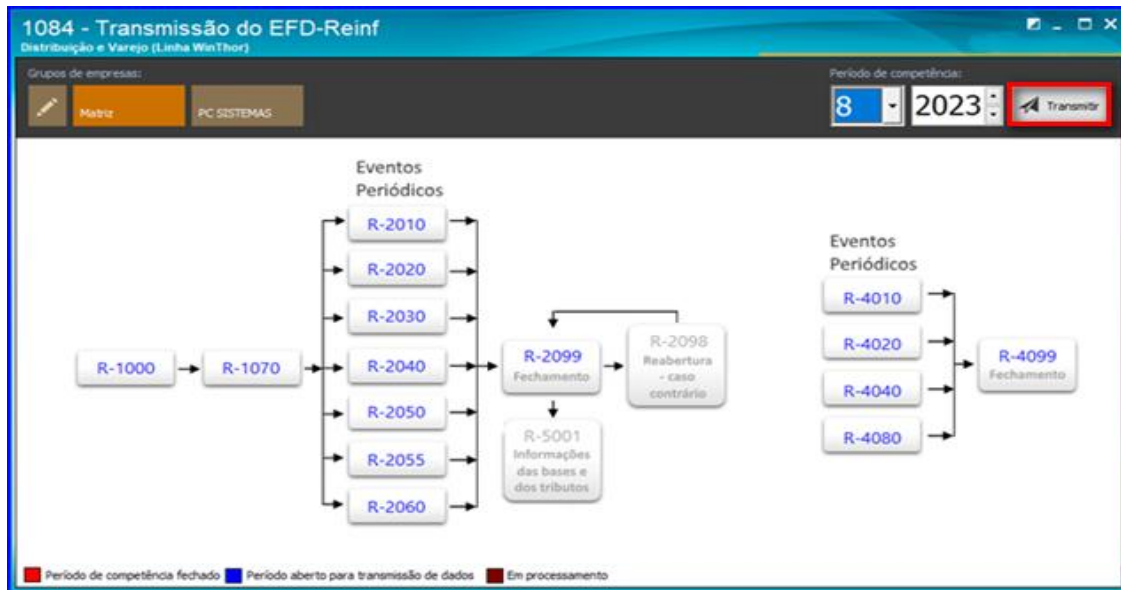 1084 - Transmissão do EFD-Reinf
Distribuição e Varejo (Linha WinThor)
Grupos de empresas:
Matriz
PC SISTEMAS
Período de competência:
8
2023
Transmitir
Eventos
Periódicos
R-2010
R-2020
R-2030
R-1000
R-1070
R-2040
R-2050
R-2055
R-2060
R-2099
Fechamento
R-2098
Reabertura
- caso
contrário
R-5001
Informações
das bases e
dos tributos
Eventos
Periódicos
R-4010
R-4020
R-4040
R-4080
R-4099
Fechamento
Período de competência fechado
Período aberto para transmissão de dados
Em processamento